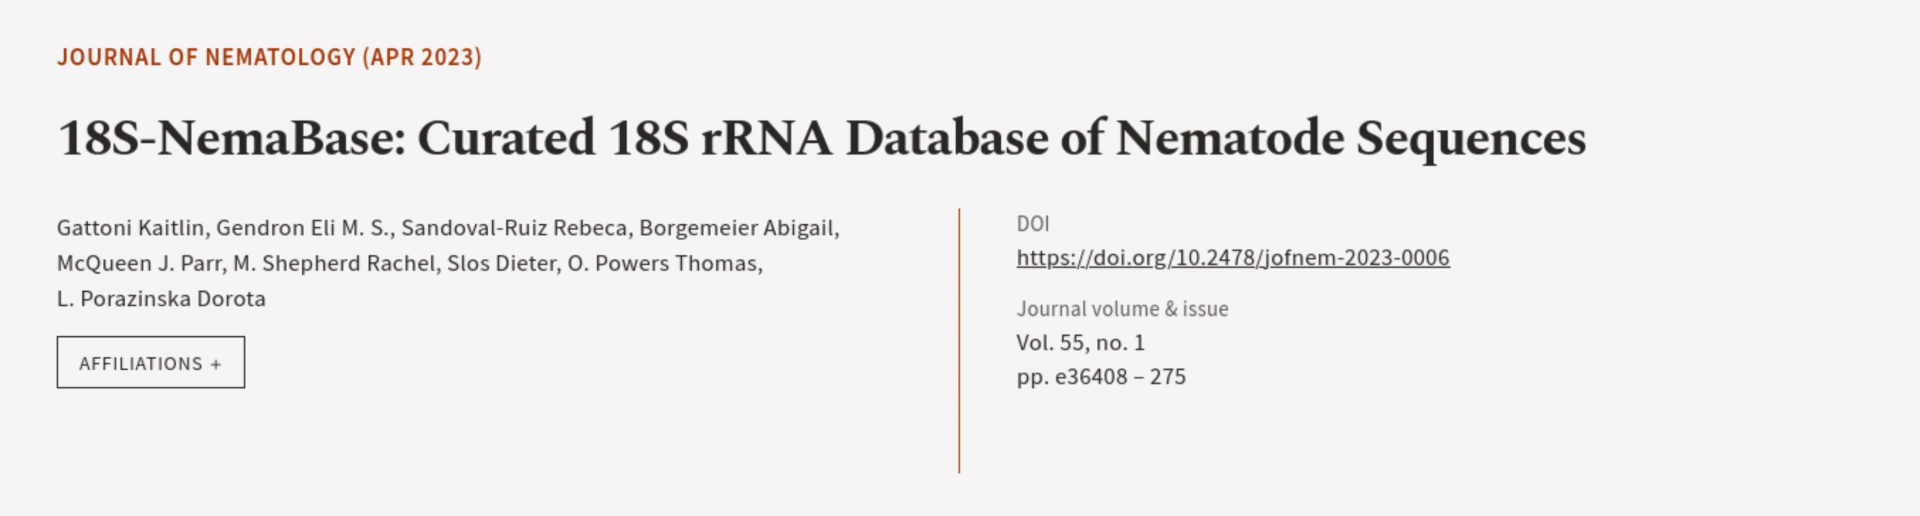 JOURNAL OF NEMATOLOGY (APR 2023)
18S-NemaBase: Curated 18S rRNA Database of Nematode Sequences
Gattoni Kaitlin, Gendron Eli M. S., Sandoval-Ruiz Rebeca, Borgemeier Abigail,
McQueen J. Parr, M. Shepherd Rachel, Slos Dieter, O. Powers Thomas,
L. Porazinska Dorota
AFFILIATIONS +
DOI
https://doi.org/10.2478/jofnem-2023-0006
Journal volume & issue
Vol. 55, no. 1
pp. e36408 – 275